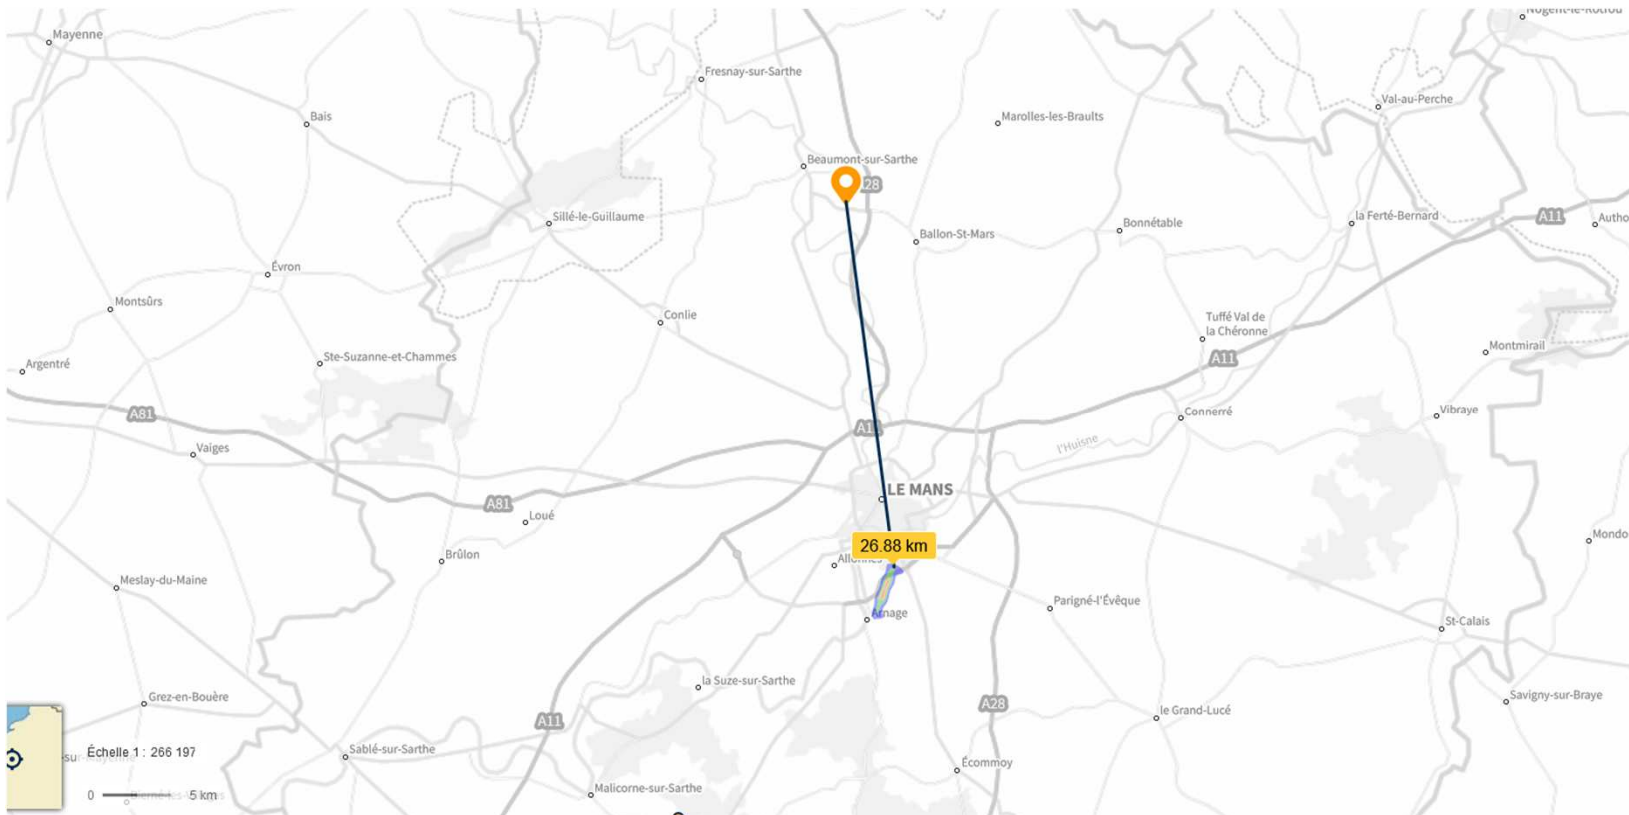 Nogent-le-Rotrou
Mayenne
Fresnay-sur-Sarthe
Val-au-Perche
Bais
Marolles-les-Braults
Beaumont-sur-Sarthe
A28
Sillé-le-Guillaume
la Ferté-Bernard
A11
Autho
Bonnétable
Ballon-St-Mars
Évron
Montsûrs
Conlie
Tuffé Val de
la Chéronne
Montmirail
Ste-Suzanne-et-Chammes
A11
Argentré
A81
Connerré
Vibraye
A11
l'Huisne
Vaiges
LE MANS
A81
Loué
Mondo
26.88 km
Brûlon
Allonnes
Meslay-du-Maine
Parigné-l'Évêque
Arnage
St-Calais
la Suze-sur-Sarthe
Grez-en-Bouère
Savigny-sur-Braye
A28
le Grand-Lucé
A11
Échelle 1 : 266 197
Sablé-sur-Sarthe
-sur-Mayenne
Écommoy
Malicorne-sur-Sarthe
0 5 km